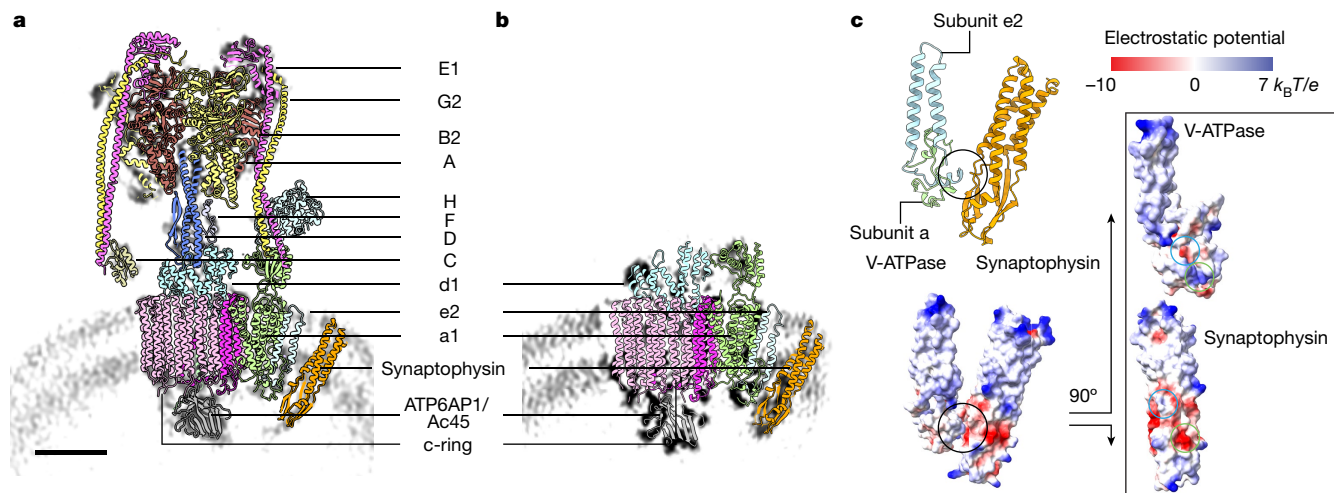 a
b
c
E1
G2
B2
A
H
F
D
C
d1
e2
a1
Synaptophysin
ATP6AP1/
Ac45
c-ring
Subunit e2
Subunit a
V-ATPase
Synaptophysin
Electrostatic potential
–10
0
7 kBT/e
V-ATPase
Synaptophysin
90º